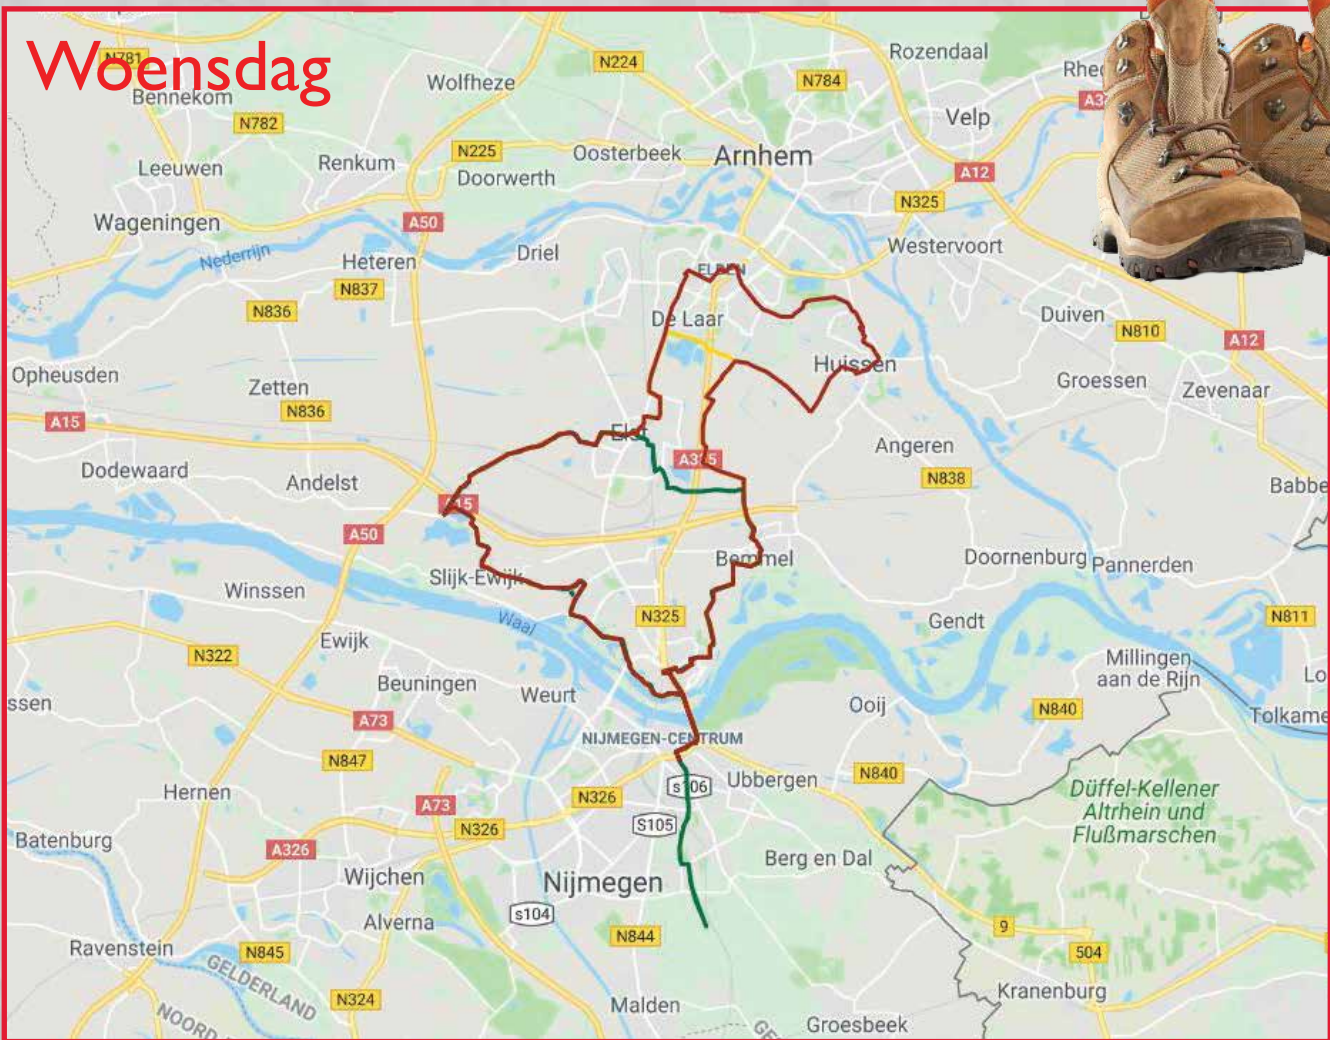 Woensdag
N781
Bennekom
N782
Wolfheze
N224
N784
Rozendaal
Velp
Leeuwen
Renkum
N225
Doorwerth
Oosterbeek
Arnhem
A12
N325
Wageningen
A50
Driel
Westervoort
Nederrijn
Heteren
N837
N836
ELDEN
De Laar
Duiven
N810
A12
Huissen
Opheusden
Zetten
N836
Groessen
Zevenaar
A15
Elst
Angeren
Dodewaard
Andelst
A325
N838
A15
A50
Bemmel
Doornenburg
Pannerden
Slijk-Ewijk
Winssen
Waal
N325
Gendt
N811
Ewijk
N322
Millingen
aan de Rijn
Beuningen
Weurt
Ooij
N840
A73
NIJMEGEN-CENTRUM
N847
Hernen
s106
Ubbergen
N840
Düffel-Kellener
Altrhein und
Flußmarschen
A73
N326
N326
S105
Batenburg
A326
Berg en Dal
Wijchen
Nijmegen
s104
Alverna
N844
9
504
Ravenstein
N845
GELDERLAND
N324
Malden
Kranenburg
Groesbeek